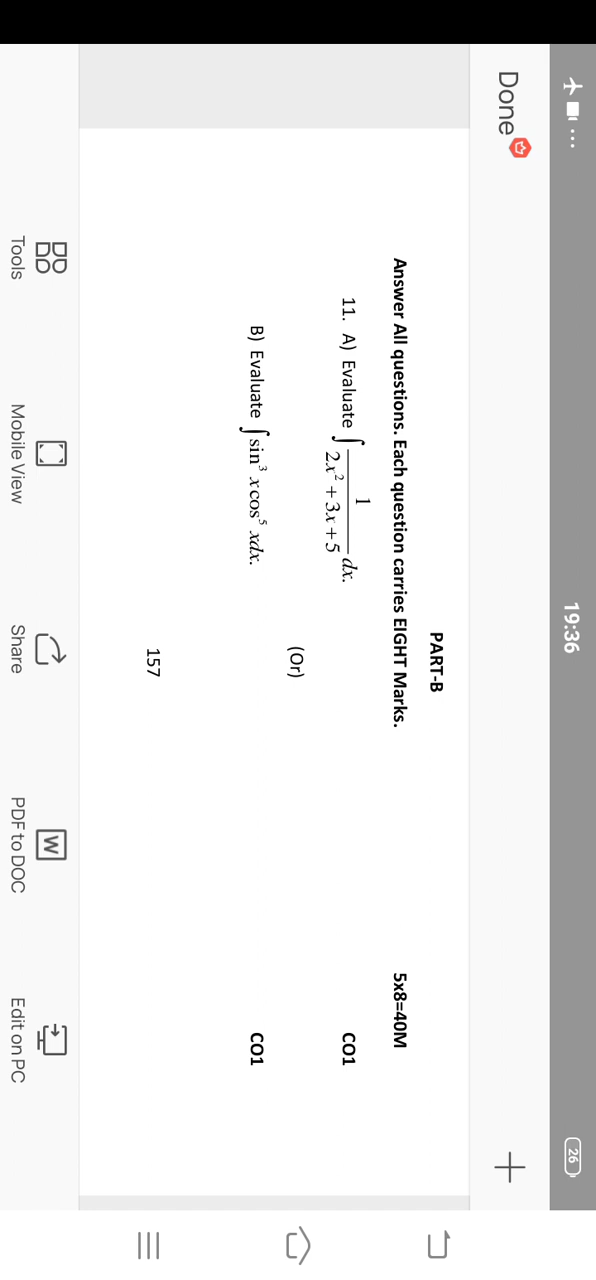 19:36
26
Done
PART-B
Answer All questions. Each question carries EIGHT Marks. 5x8=40M
11. A) Evaluate ∫ 1/(2x² + 3x + 5) dx. CO1
(Or)
B) Evaluate ∫ sin³ x cos⁵ xdx. CO1
157
Tools
Mobile View
Share
W
PDF to DOC
Edit on PC